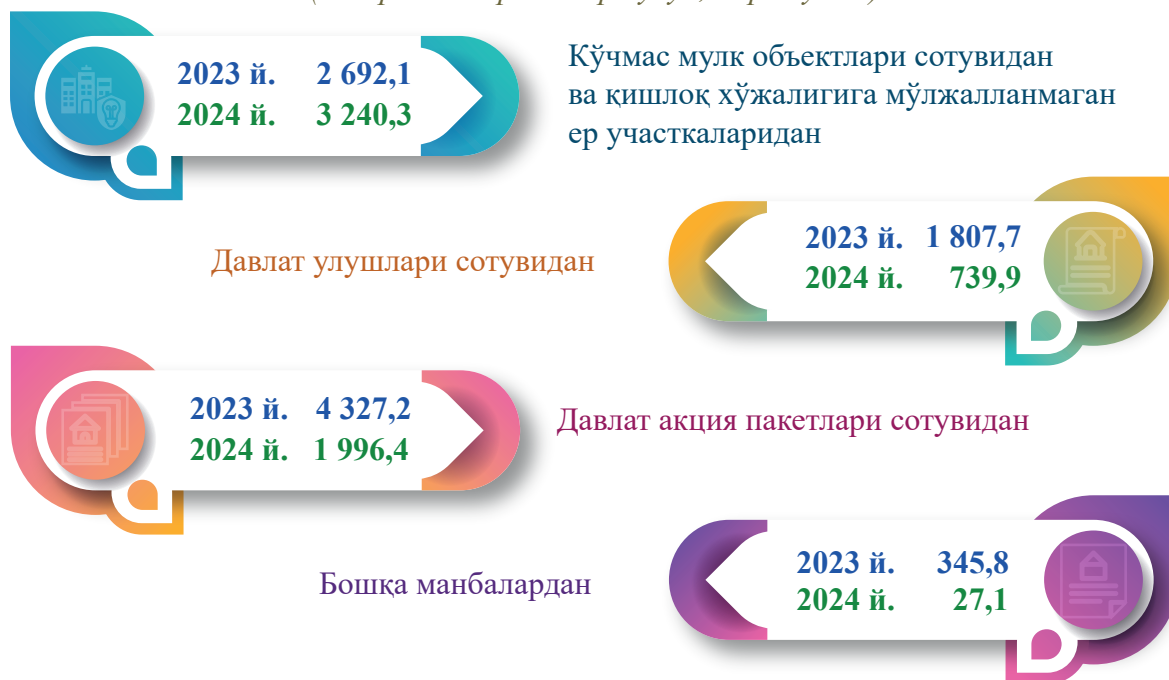 2023 й. 2 692,1
2024 й. 3 240,3
Кўчмас мулк объектлари сотувидан
ва қишлоқ хўжалигига мўлжалланмаган
ер участкаларидан
Давлат улушлари сотувидан
2023 й. 1 807,7
2024 й. 739,9
2023 й. 4 327,2
2024 й. 1 996,4
Давлат акция пакетлари сотувидан
Бошқа манбалардан
2023 й. 345,8
2024 й. 27,1